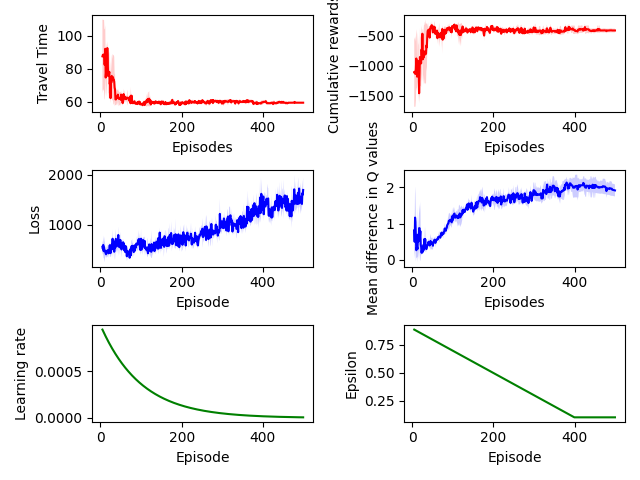 Travel Time
100
80
60
0
200
400
Episodes
Cumulative rewards
−500
−1000
−1500
0
200
400
Episodes
Loss
2000
1000
0
200
400
Episode
Mean difference in Q values
2
1
0
0
200
400
Episodes
Learning rate
0.0005
0.0000
0
200
400
Episode
Epsilon
0.75
0.50
0.25
0
200
400
Episode